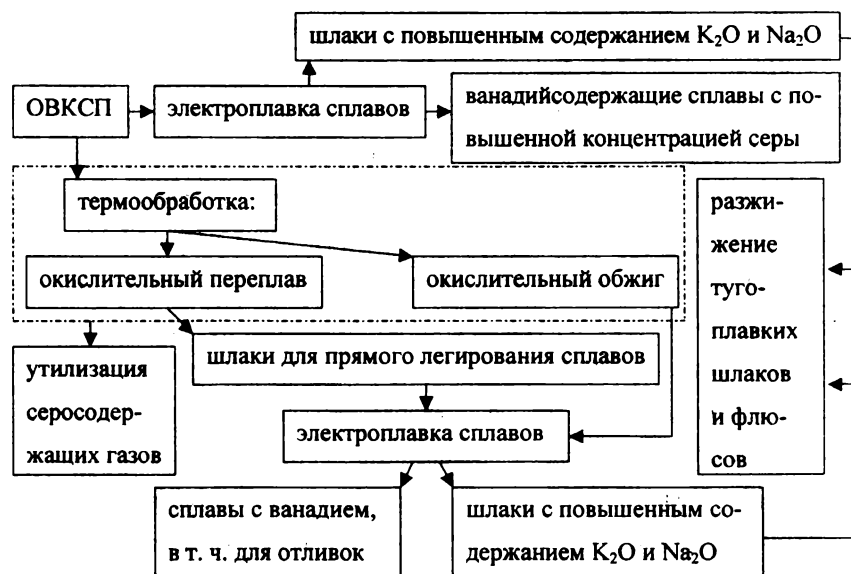 шлаки с повышенным содержанием K₂O и Na₂O
ОВКСП
электроплавка сплавов
ванадийсодержащие сплавы с по-
вышенной концентрацией серы
термообработка:
окислительный переплав
окислительный обжиг
разжи-
жение
туго-
плавких
шлаков
и флю-
сов
шлаки для прямого легирования сплавов
утилизация
серосодер-
жащих газов
электроплавка сплавов
сплавы с ванадием,
в т. ч. для отливок
шлаки с повышенным со-
держанием K₂O и Na₂O